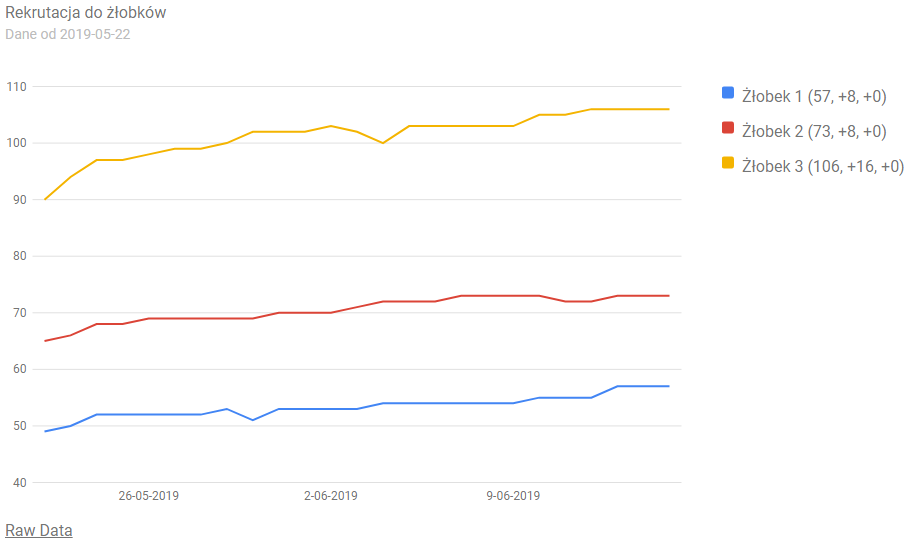 Rekrutacja do żłobków
Dane od 2019-05-22
110
100
90
80
70
60
50
40
26-05-2019
2-06-2019
9-06-2019
Żłobek 1 (57, +8, +0)
Żłobek 2 (73, +8, +0)
Żłobek 3 (106, +16, +0)
Raw Data